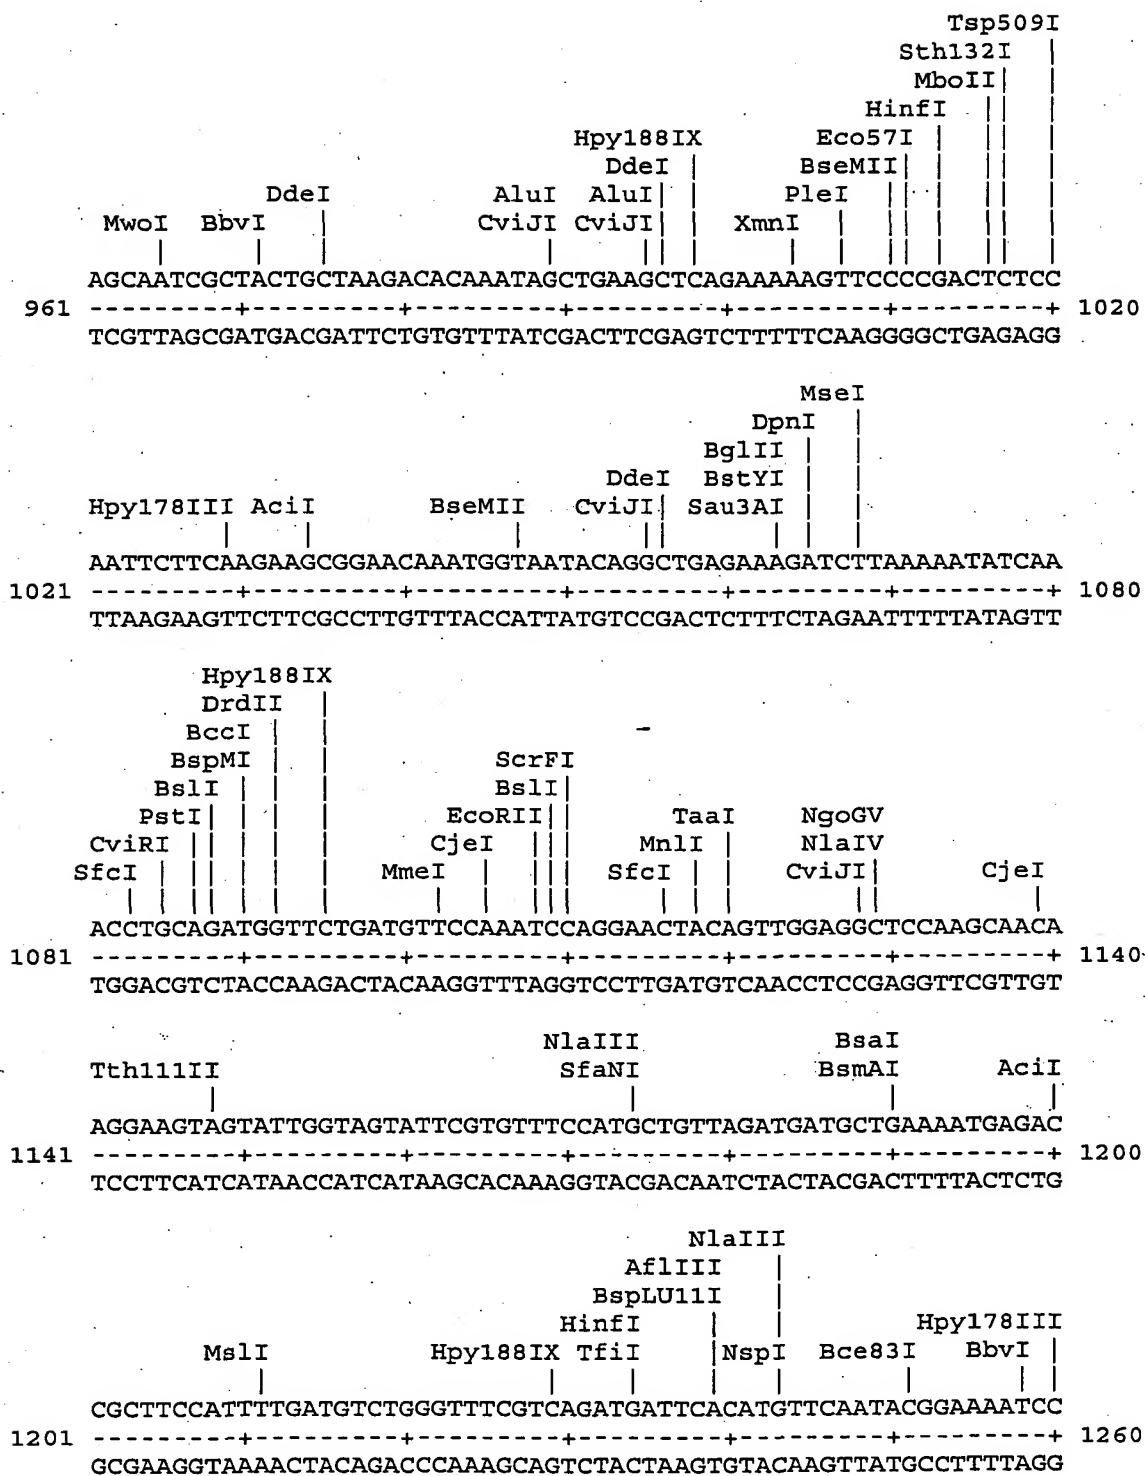 Tsp509I
Sth132I
MboII
HinfI
Hpy188IX Eco57I
DdeI BseMII
DdeI AluI AluI PleI
MwoI BbvI CviJI CviJI XmnI
AGCAATCGCTACTGCTAAGACACAAATAGCTGAAGCTCAGAAAAAGTTCCCCGACTCTCC
961 ---------+---------+---------+---------+---------+---------+ 1020
TCGTTAGCGATGACGATTCTGTGTTTATCGACTTCGAGTCTTTTTCAAGGGGCTGAGAGG
MseI
DpnI
BglII
DdeI BstYI
Hpy178III AciI BseMII CviJI Sau3AI
AATTCTTCAAGAAGCGGAACAAATGGTAATACAGGCTGAGAAAGATCTTAAAAATATCAA
1021 ---------+---------+---------+---------+---------+---------+ 1080
TTAAGAAGTTCTTCGCCTTGTTTACCATTATGTCCGACTCTTTCTAGAATTTTTATAGTT
Hpy188IX
DrdII
BccI
BspMI ScrFI
BslI BslI
PstI EcoRII TaaI NgoGV
CviRI CjeI MnlI NlaIV
SfcI MmeI SfcI CviJI CjeI
ACCTGCAGATGGTTCTGATGTTCCAAATCCAGGAACTACAGTTGGAGGCTCCAAGCAACA
1081 ---------+---------+---------+---------+---------+---------+ 1140
TGGACGTCTACCAAGACTACAAGGTTTAGGTCCTTGATGTCAACCTCCGAGGTTCGTTGT
NlaIII BsaI
Tth111II SfaNI BsmAI AciI
AGGAAGTAGTATTGGTAGTATTCGTGTTTCCATGCTGTTAGATGATGCTGAAAATGAGAC
1141 ---------+---------+---------+---------+---------+---------+ 1200
TCCTTCATCATAACCATCATAAGCACAAAGGTACGACAATCTACTACGACTTTTACTCTG
NlaIII
AflIII
BspLU11I
HinfI Hpy178III
MslI Hpy188IX TfiI NspI Bce83I BbvI
CGCTTCCATTTTGATGTCTGGGTTTCGTCAGATGATTCACATGTTCAATACGGAAAATCC
1201 ---------+---------+---------+---------+---------+---------+ 1260
GCGAAGGTAAAACTACAGACCCAAAGCAGTCTACTAAGTGTACAAGTTATGCCTTTTAGG